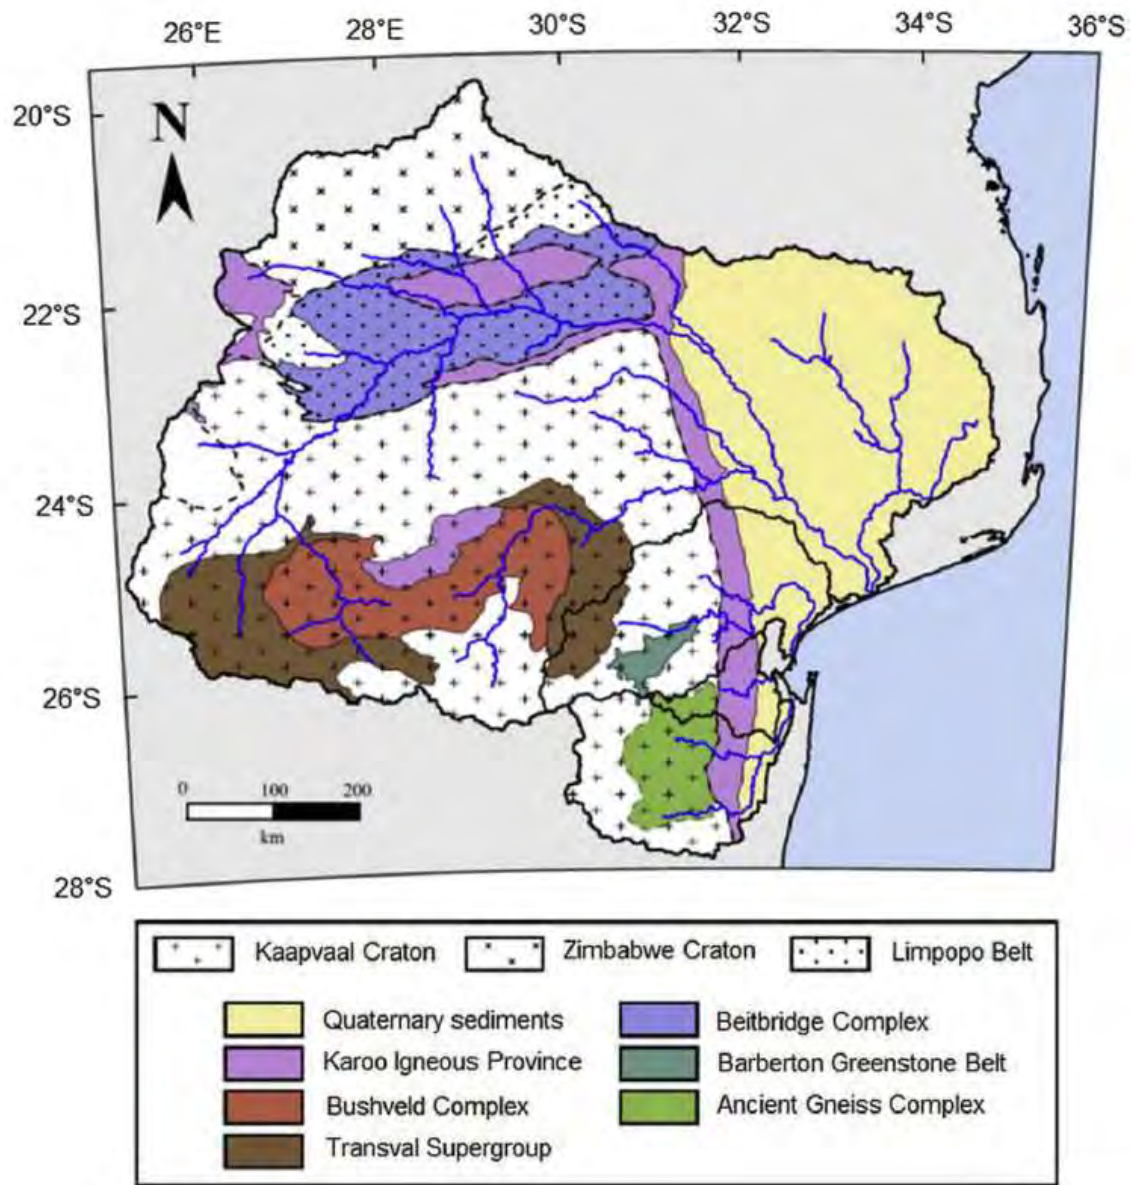 26°E 28°E 30°E 32°E 34°E 36°S
20°S
N
22°S
24°S
26°S
0 100 200
km
28°S
Kaapvaal Craton Zimbabwe Craton Limpopo Belt
Quaternary sediments Beitbridge Complex
Karoo Igneous Province Barberton Greenstone Belt
Bushveld Complex Ancient Gneiss Complex
Transval Supergroup